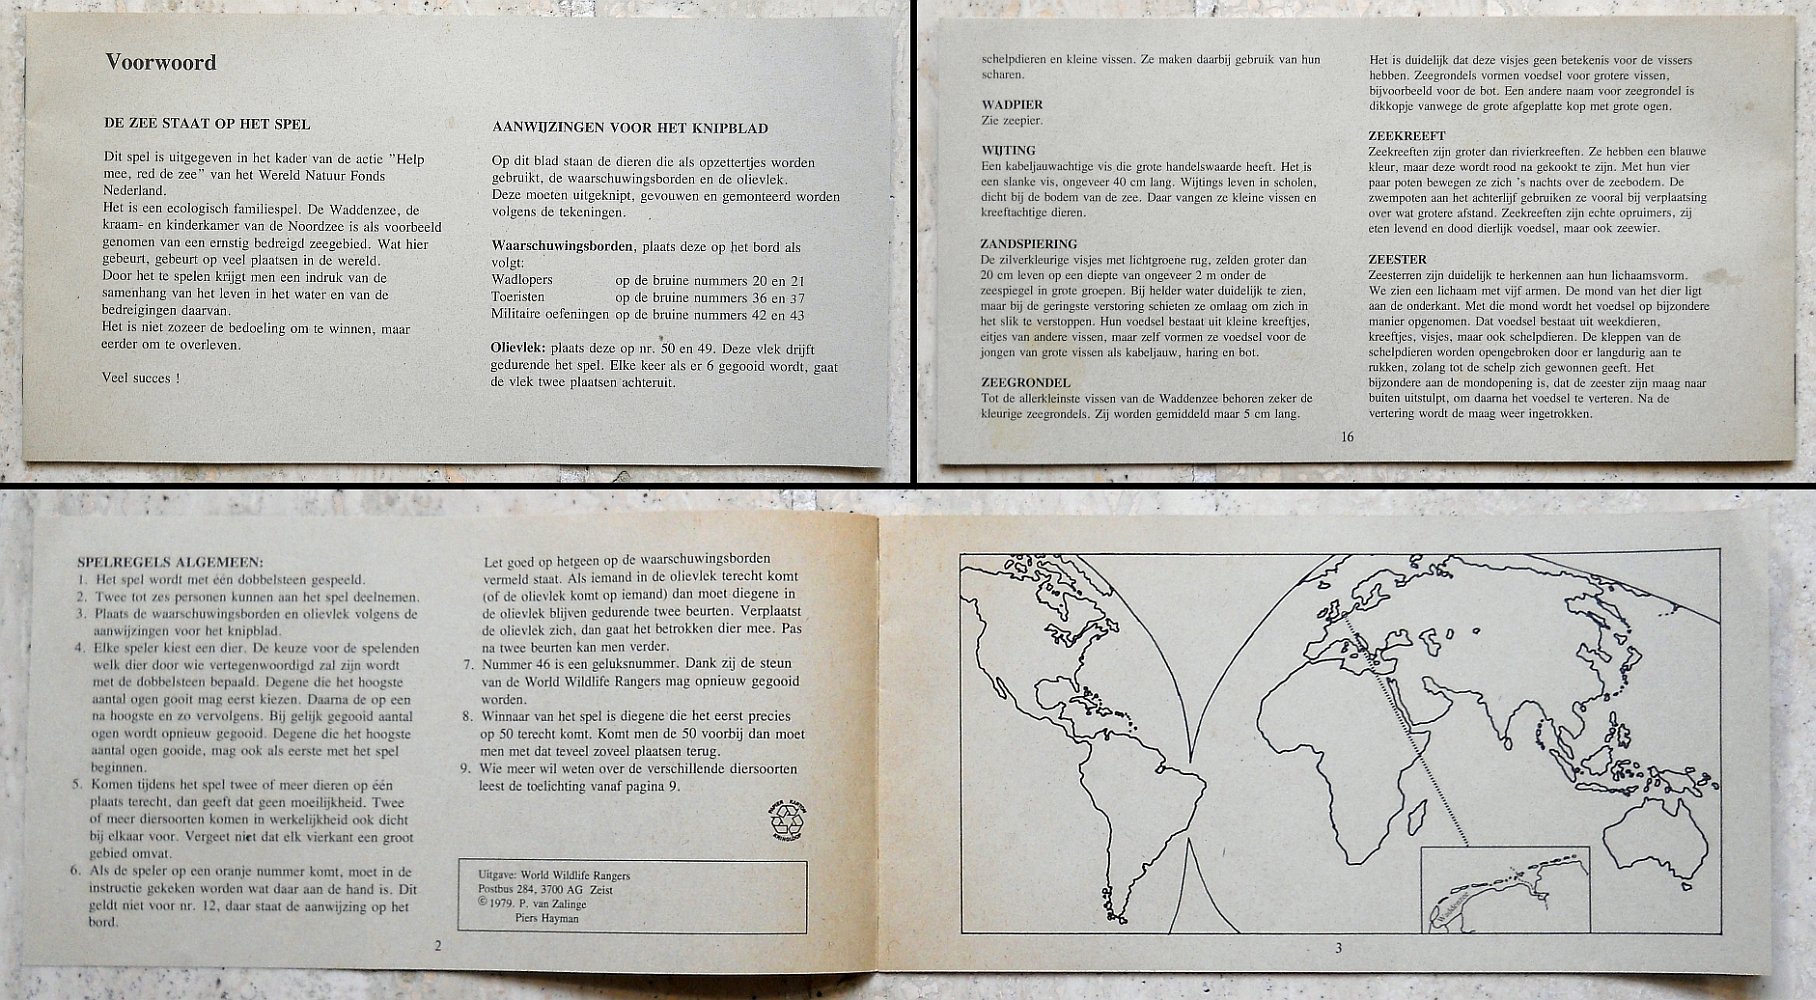 Voorwoord
DE ZEE STAAT OP HET SPEL
Dit spel is uitgegeven in het kader van de actie "Help
mee, red de zee" van het Wereld Natuur Fonds
Nederland.
Het is een ecologisch familiespel. De Waddenzee, de
kraam- en kinderkamer van de Noordzee is als voorbeeld
genomen van een ernstig bedreigd zeegebied. Wat hier
gebeurt, gebeurt op veel plaatsen in de wereld.
Door het te spelen krijgt men een indruk van de
samenhang van het leven in het water en van de
bedreigingen daarvan.
Het is niet zozeer de bedoeling om te winnen, maar
eerder om te overleven.
Veel succes !
AANWIJZINGEN VOOR HET KNIPBLAD
Op dit blad staan de dieren die als opzettertjes worden
gebruikt, de waarschuwingsborden en de olievlek.
Deze moeten uitgeknipt, gevouwen en gemonteerd worden
volgens de tekeningen.
Waarschuwingsborden, plaats deze op het bord als
volgt:
Wadlopers op de bruine nummers 20 en 21
Toeristen op de bruine nummers 36 en 37
Militaire oefeningen op de bruine nummers 42 en 43
Olievlek: plaats deze op nr. 50 en 49. Deze vlek drijft
gedurende het spel. Elke keer als er 6 gegooid wordt, gaat
de vlek twee plaatsen achteruit.
schelpdieren en kleine vissen. Ze maken daarbij gebruik van hun
scharen.
WADPIER
Zie zeepier.
WIJTING
Een kabeljauwachtige vis die grote handelswaarde heeft. Het is
een slanke vis, ongeveer 40 cm lang. Wijtings leven in scholen,
dicht bij de bodem van de zee. Daar vangen ze kleine vissen en
kreeftachtige dieren.
ZANDSPIERING
De zilverkleurige visjes met lichtgroene rug, zelden groter dan
20 cm leven op een diepte van ongeveer 2 m onder de
zeespiegel in grote groepen. Bij helder water duidelijk te zien,
maar bij de geringste verstoring schieten ze omlaag om zich in
het slik te verstoppen. Hun voedsel bestaat uit kleine kreeftjes,
eitjes van andere vissen, maar zelf vormen ze voedsel voor de
jongen van grote vissen als kabeljauw, haring en bot.
ZEEGRONDEL
Tot de allerkleinste vissen van de Waddenzee behoren zeker de
kleurige zeegrondels. Zij worden gemiddeld maar 5 cm lang.
Het is duidelijk dat deze visjes geen betekenis voor de vissers
hebben. Zeegrondels vormen voedsel voor grotere vissen,
bijvoorbeeld voor de bot. Een andere naam voor zeegrondel is
dikkopje vanwege de grote afgeplatte kop met grote ogen.
ZEEKREEFT
Zeekreeften zijn groter dan rivierkreeften. Ze hebben een blauwe
kleur, maar deze wordt rood na gekookt te zijn. Met hun vier
paar poten bewegen ze zich 's nachts over de zeebodem. De
zwempoten aan het achterlijf gebruiken ze vooral bij verplaatsing
over wat grotere afstand. Zeekreeften zijn echte opruimers, zij
eten levend en dood dierlijk voedsel, maar ook zeewier.
ZEESTER
Zeesterren zijn duidelijk te herkennen aan hun lichaamsvorm.
We zien een lichaam met vijf armen. De mond van het dier ligt
aan de onderkant. Met die mond wordt het voedsel op bijzondere
manier opgenomen. Dat voedsel bestaat uit weekdieren,
kreeftjes, visjes, maar ook schelpdieren. De kleppen van de
schelpdieren worden opengebroken door er langdurig aan te
rukken, zolang tot de schelp zich gewonnen geeft. Het
bijzondere aan de mondopening is, dat de zeester zijn maag naar
buiten uitstulpt, om daarna het voedsel te verteren. Na de
vertering wordt de maag weer ingetrokken.
16
SPELREGELS ALGEMEEN:
1. Het spel wordt met één dobbelsteen gespeeld.
2. Twee tot zes personen kunnen aan het spel deelnemen.
3. Plaats de waarschuwingsborden en olievlek volgens de
aanwijzingen voor het knipblad.
4. Elke speler kiest een dier. De keuze voor de spelenden
welk dier door wie vertegenwoordigd zal zijn wordt
met de dobbelsteen bepaald. Degene die het hoogste
aantal ogen gooit mag eerst kiezen. Daarna de op een
na hoogste en zo vervolgens. Bij gelijk gegooid aantal
ogen wordt opnieuw gegooid. Degene die het hoogste
aantal ogen gooide, mag ook als eerste met het spel
beginnen.
5. Komen tijdens het spel twee of meer dieren op één
plaats terecht, dan geeft dat geen moeilijkheid. Twee
of meer diersoorten komen in werkelijkheid ook dicht
bij elkaar voor. Vergeet niet dat elk vierkant een groot
gebied omvat.
6. Als de speler op een oranje nummer komt, moet in de
instructie gekeken worden wat daar aan de hand is. Dit
geldt niet voor nr. 12, daar staat de aanwijzing op het
bord.
Let goed op hetgeen op de waarschuwingsborden
vermeld staat. Als iemand in de olievlek terecht komt
(of de olievlek komt op iemand) dan moet diegene in
de olievlek blijven gedurende twee beurten. Verplaatst
de olievlek zich, dan gaat het betrokken dier mee. Pas
na twee beurten kan men verder.
7. Nummer 46 is een geluksnummer. Dank zij de steun
van de World Wildlife Rangers mag opnieuw gegooid
worden.
8. Winnaar van het spel is diegene die het eerst precies
op 50 terecht komt. Komt men de 50 voorbij dan moet
men met dat teveel zoveel plaatsen terug.
9. Wie meer wil weten over de verschillende diersoorten
leest de toelichting vanaf pagina 9.
PAPIER KARTON
KRINGLOOP
Uitgave: World Wildlife Rangers
Postbus 284, 3700 AG Zeist
© 1979. P. van Zalinge
Piers Hayman
2
Waddenzee
3